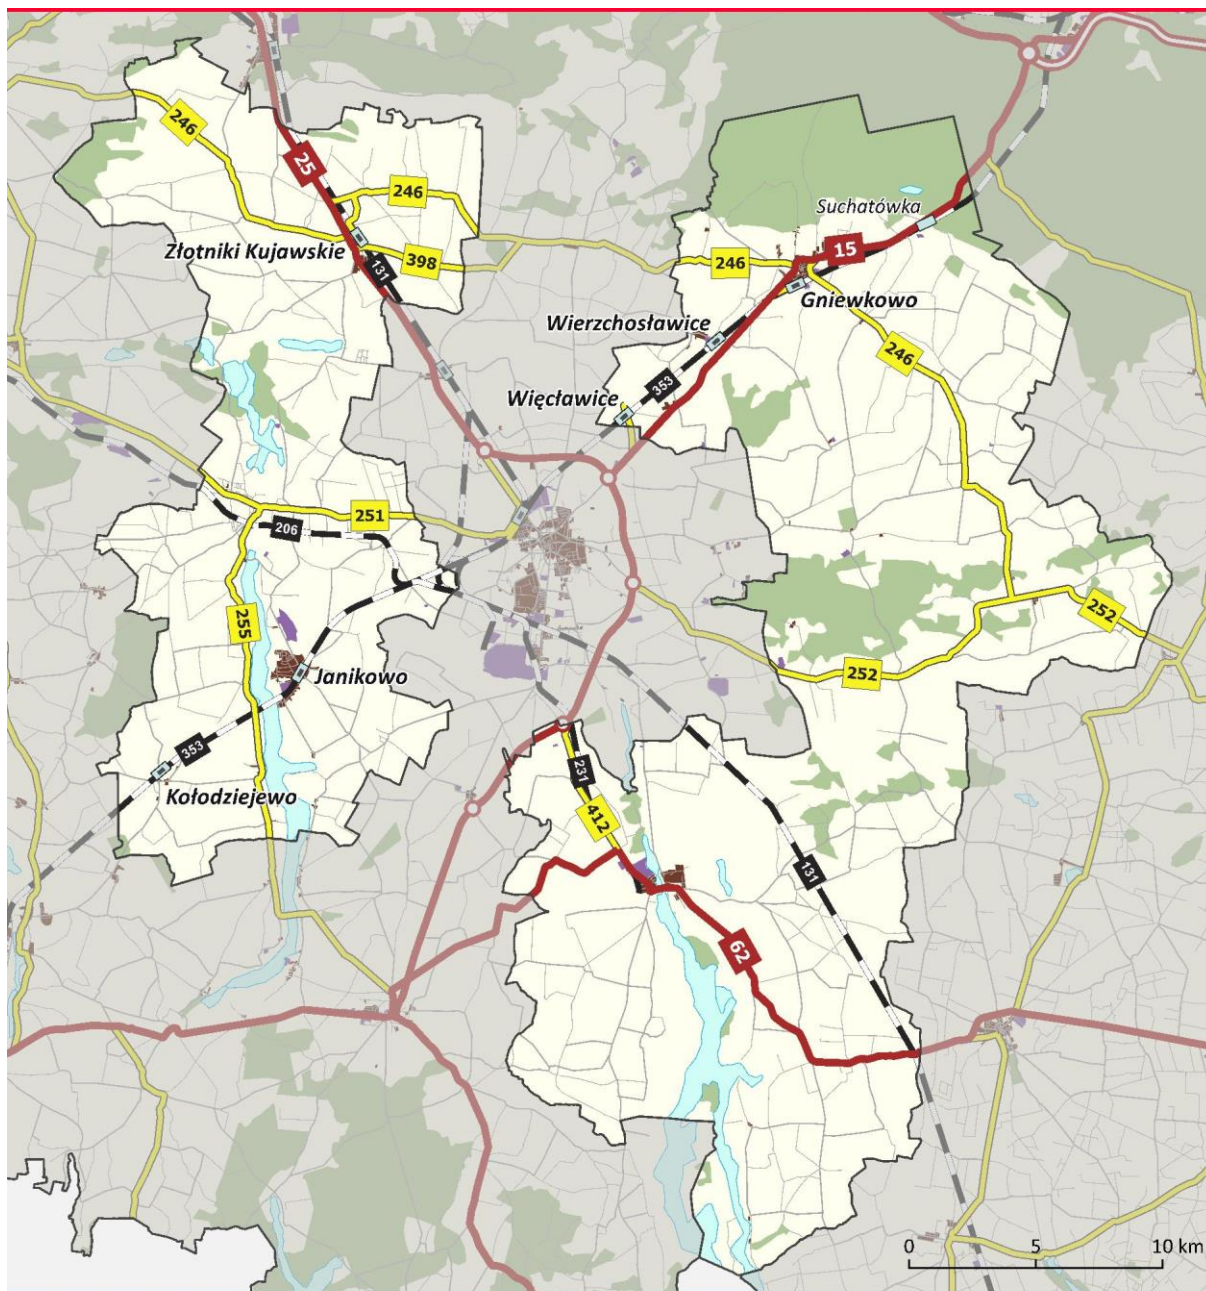 246
25
246
Suchatówka
Złotniki Kujawskie
398
131
246
15
Gniewkowo
Wierzchosławice
246
353
Więcławice
251
206
255
252
252
Janikowo
353
Kołodziejewo
231
412
131
62
0 5 10 km